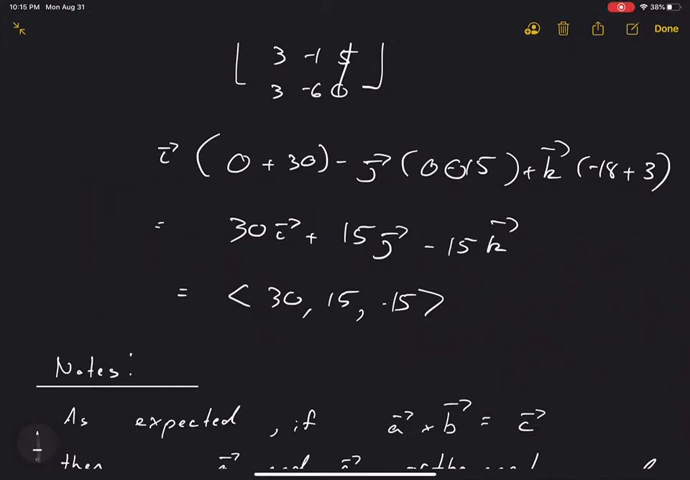 10:15 PM Mon Aug 31
38%
Done
3 -1 5
3 -6 0
i⃗ (0 + 30) - j⃗ (0-15) + k⃗ (-18 + 3)
= 30 i⃗ + 15 j⃗ - 15 k⃗
= < 30, 15, -15 >
Notes:
As expected, if a⃗ × b⃗ = c⃗
then